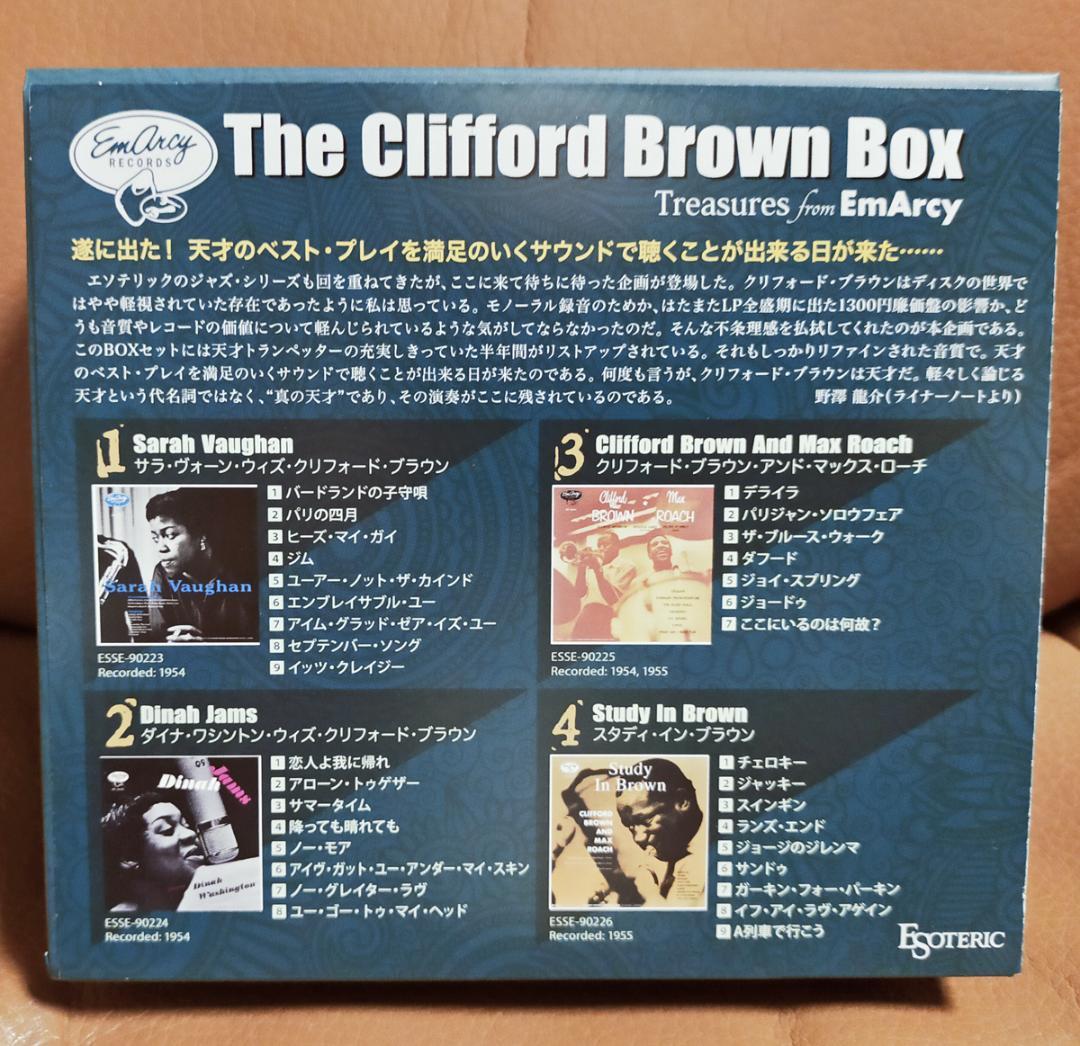 EmArcy
RECORDS
The Clifford Brown Box
Treasures from EmArcy
遂に出た! 天才のベスト・プレイを満足のいくサウンドで聴くことが出来る日が来た……
エソテリックのジャズ・シリーズも回を重ねてきたが、ここに来て待ちに待った企画が登場した。クリフォード・ブラウンはディスクの世界で
はやや軽視されていた存在であったように私は思っている。モノーラル録音のためか、はたまたLP全盛期に出た1300円廉価盤の影響か、ど
うも音質やレコードの価値について軽んじられているような気がしてならなかったのだ。そんな不条理感を払拭してくれたのが本企画である。
このBOXセットには天才トランペッターの充実しきっていた半年間がリストアップされている。それもしっかりリファインされた音質で。天才
のベスト・プレイを満足のいくサウンドで聴くことが出来る日が来たのである。何度も言うが、クリフォード・ブラウンは天才だ。軽々しく論じる
天才という代名詞ではなく、“真の天才”であり、その演奏がここに残されているのである。 野澤 龍介(ライナーノートより)
1 Sarah Vaughan
サラ・ヴォーン・ウィズ・クリフォード・ブラウン
Sarah Vaughan
1 バードランドの子守唄
2 パリの四月
3 ヒーズ・マイ・ガイ
4 ジム
5 ユーアー・ノット・ザ・カインド
6 エンブレイサブル・ユー
7 アイム・グラッド・ゼア・イズ・ユー
8 セプテンバー・ソング
9 イッツ・クレイジー
ESSE-90223
Recorded: 1954
2 Dinah Jams
ダイナ・ワシントン・ウィズ・クリフォード・ブラウン
Dinah Jams
Dinah
Washington
1 恋人よ我に帰れ
2 アローン・トゥゲザー
3 サマータイム
4 降っても晴れても
5 ノー・モア
6 アイヴ・ガット・ユー・アンダー・マイ・スキン
7 ノー・グレイター・ラヴ
8 ユー・ゴー・トゥ・マイ・ヘッド
ESSE-90224
Recorded: 1954
3 Clifford Brown And Max Roach
クリフォード・ブラウン・アンド・マックス・ローチ
Clifford Max
BROWN ROACH
1 デライラ
2 パリジャン・ソロウフェア
3 ザ・ブルース・ウォーク
4 ダフード
5 ジョイ・スプリング
6 ジョードゥ
7 ここにいるのは何故?
ESSE-90225
Recorded: 1954, 1955
4 Study In Brown
スタディ・イン・ブラウン
Study
In Brown
CLIFFORD
BROWN
AND
MAX
ROACH
1 チェロキー
2 ジャッキー
3 スインギン
4 ランズ・エンド
5 ジョージのジレンマ
6 サンドゥ
7 ガーキン・フォー・パーキン
8 イフ・アイ・ラヴ・アゲイン
9 A列車で行こう
ESSE-90226
Recorded: 1955
ESOTERIC